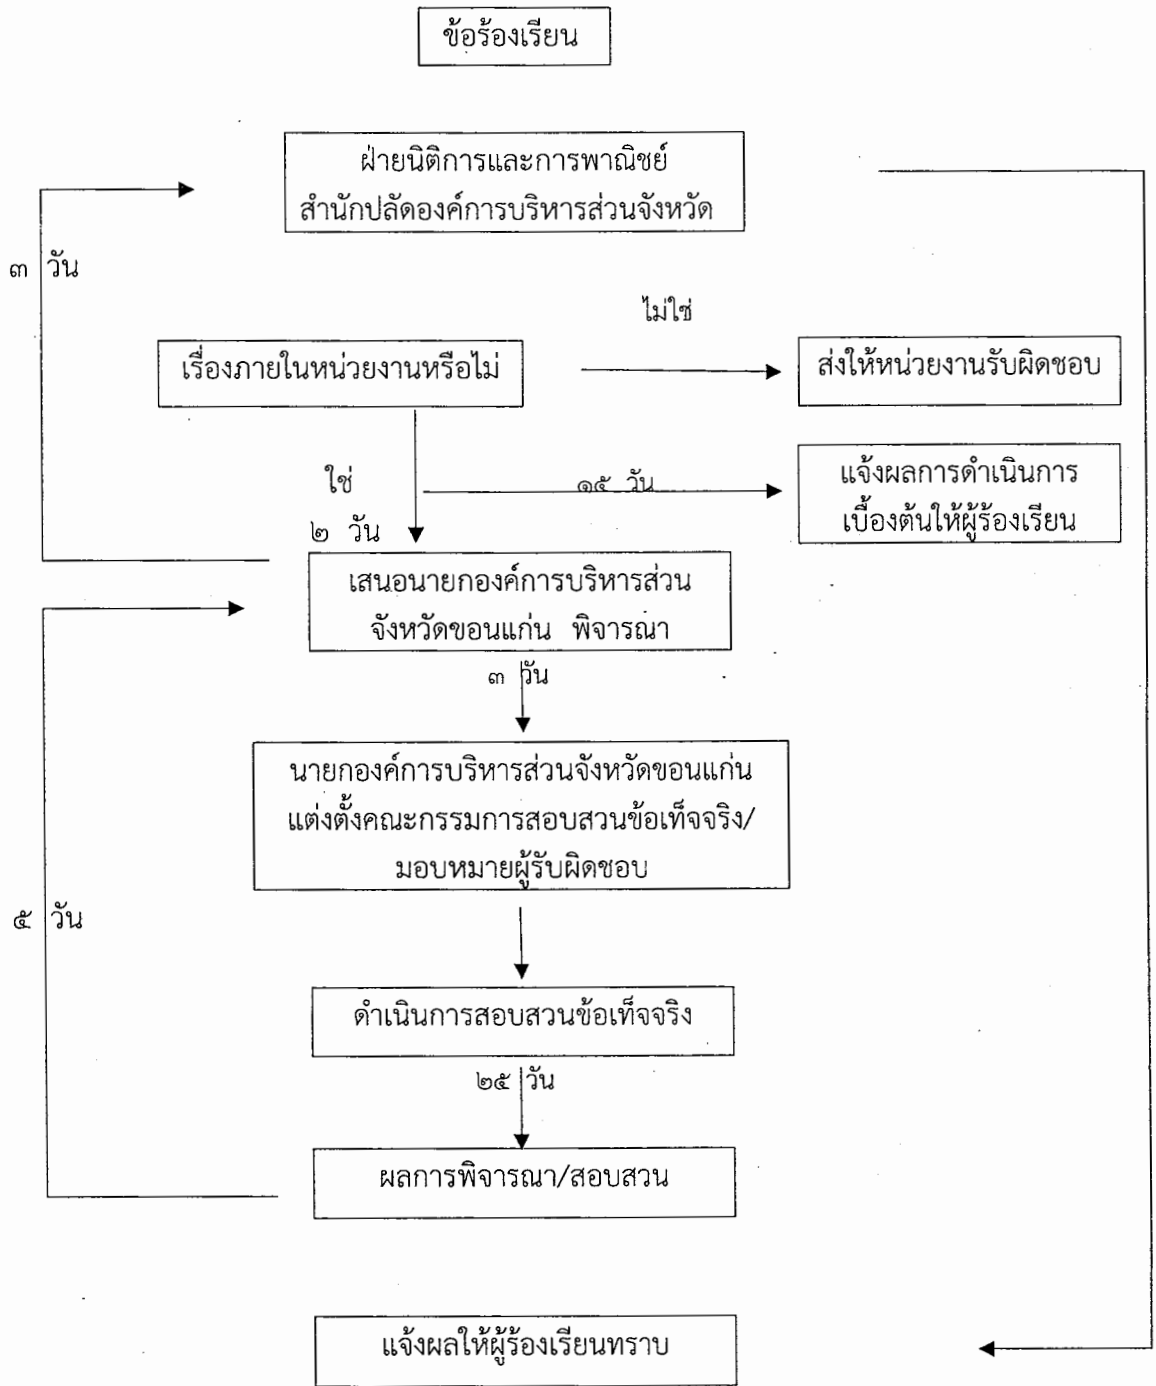 ข้อร้องเรียน
ฝ่ายนิติการและการพาณิชย์
สำนักปลัดองค์การบริหารส่วนจังหวัด
๓ วัน
ไม่ใช่
เรื่องภายในหน่วยงานหรือไม่
ส่งให้หน่วยงานรับผิดชอบ
ใช่
๑๕ วัน
แจ้งผลการดำเนินการ
เบื้องต้นให้ผู้ร้องเรียน
๒ วัน
เสนอนายกองค์การบริหารส่วน
จังหวัดขอนแก่น พิจารณา
๓ วัน
นายกองค์การบริหารส่วนจังหวัดขอนแก่น
แต่งตั้งคณะกรรมการสอบสวนข้อเท็จจริง/
มอบหมายผู้รับผิดชอบ
๕ วัน
ดำเนินการสอบสวนข้อเท็จจริง
๒๕ วัน
ผลการพิจารณา/สอบสวน
แจ้งผลให้ผู้ร้องเรียนทราบ